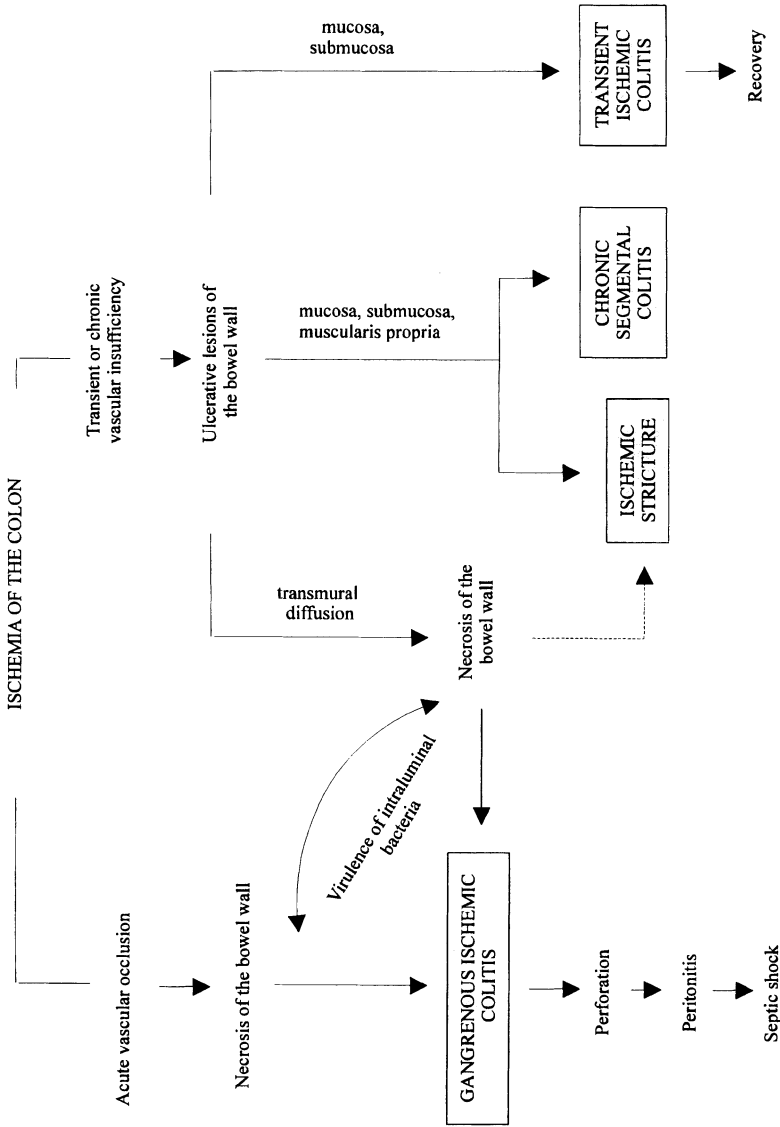 ISCHEMIA OF THE COLON
Acute vascular occlusion
Transient or chronic
vascular insufficiency
Necrosis of the bowel wall
Ulcerative lesions of
the bowel wall
Virulence of intraluminal
bacteria
transmural
diffusion
mucosa, submucosa,
muscularis propria
mucosa,
submucosa
Necrosis of the
bowel wall
GANGRENOUS ISCHEMIC
COLITIS
ISCHEMIC
STRICTURE
CHRONIC
SEGMENTAL
COLITIS
TRANSIENT
ISCHEMIC
COLITIS
Perforation
Peritonitis
Septic shock
Recovery